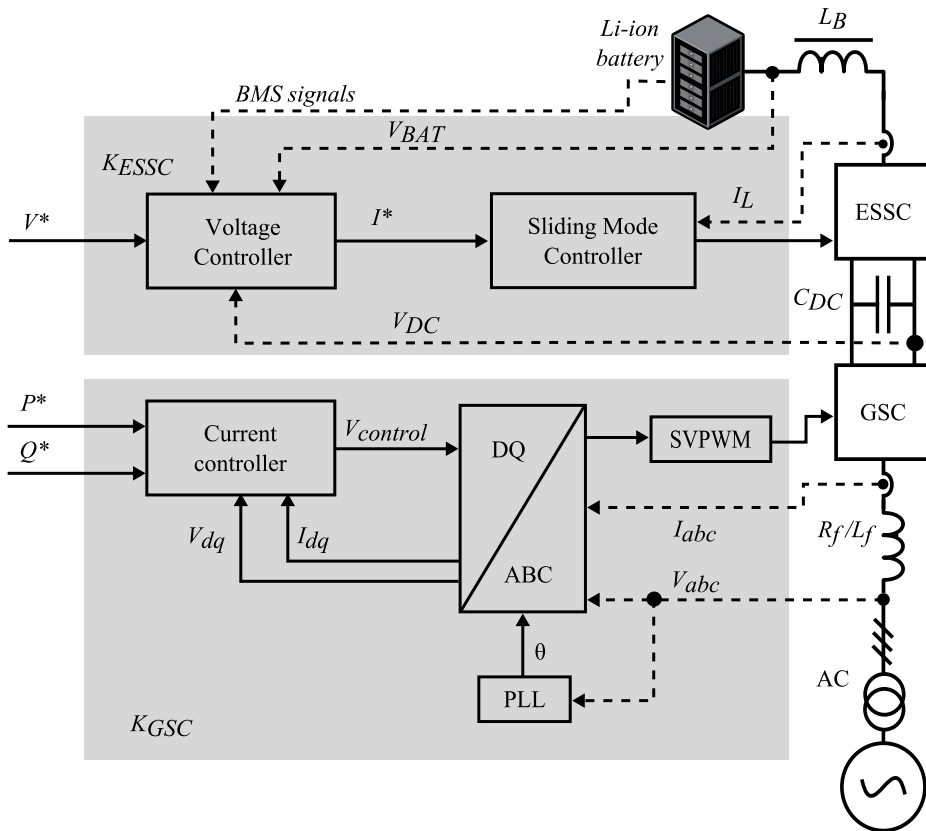 L_B
Li-ion
battery
BMS signals
V_BAT
K_ESSC
V*
Voltage
Controller
I*
Sliding Mode
Controller
I_L
ESSC
C_DC
V_DC
P*
Q*
Current
controller
V_control
DQ
ABC
SVPWM
GSC
V_dq
I_dq
I_abc
R_f/L_f
V_abc
θ
PLL
AC
K_GSC